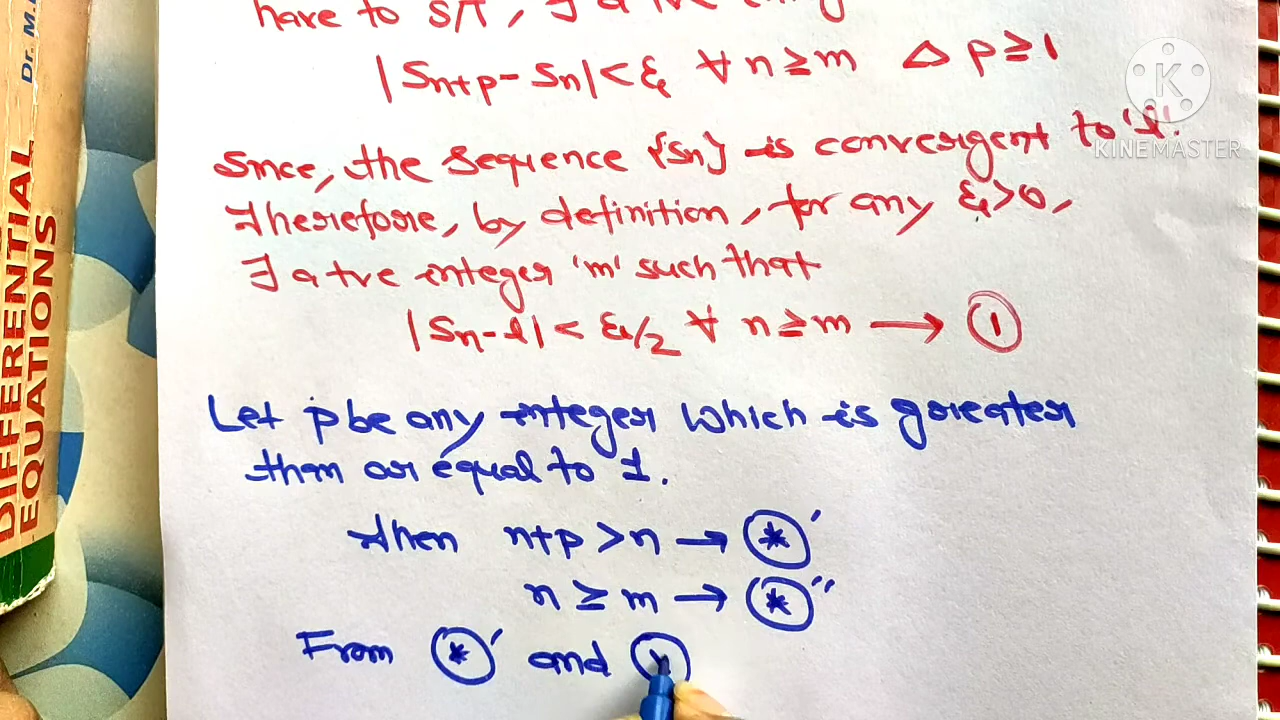 have to S/T, ∃ a +ve integ
|Sn+p - Sn| < ε ∀ n ≥ m △ p ≥ 1
Since, the sequence {Sn} is convergent to 'l'.
Therefore, by definition, for any ε > 0,
∃ a +ve integer 'm' such that
|Sn - l| < ε/2 ∀ n ≥ m → ①
Let p be any integer which is greater
than or equal to 1.
Then n+p > n → (*)'
n ≥ m → (*)''
From (*)' and
K
KINEMASTER
DIFFERENTIAL
EQUATIONS
Dr. M.